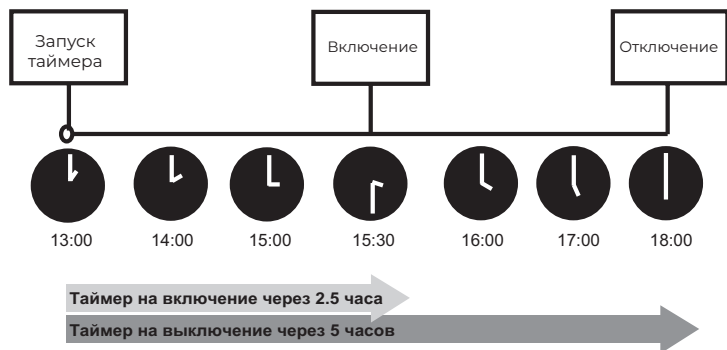 Запуск
таймера
Включение
Отключение
13:00
14:00
15:00
15:30
16:00
17:00
18:00
Таймер на включение через 2.5 часа
Таймер на выключение через 5 часов